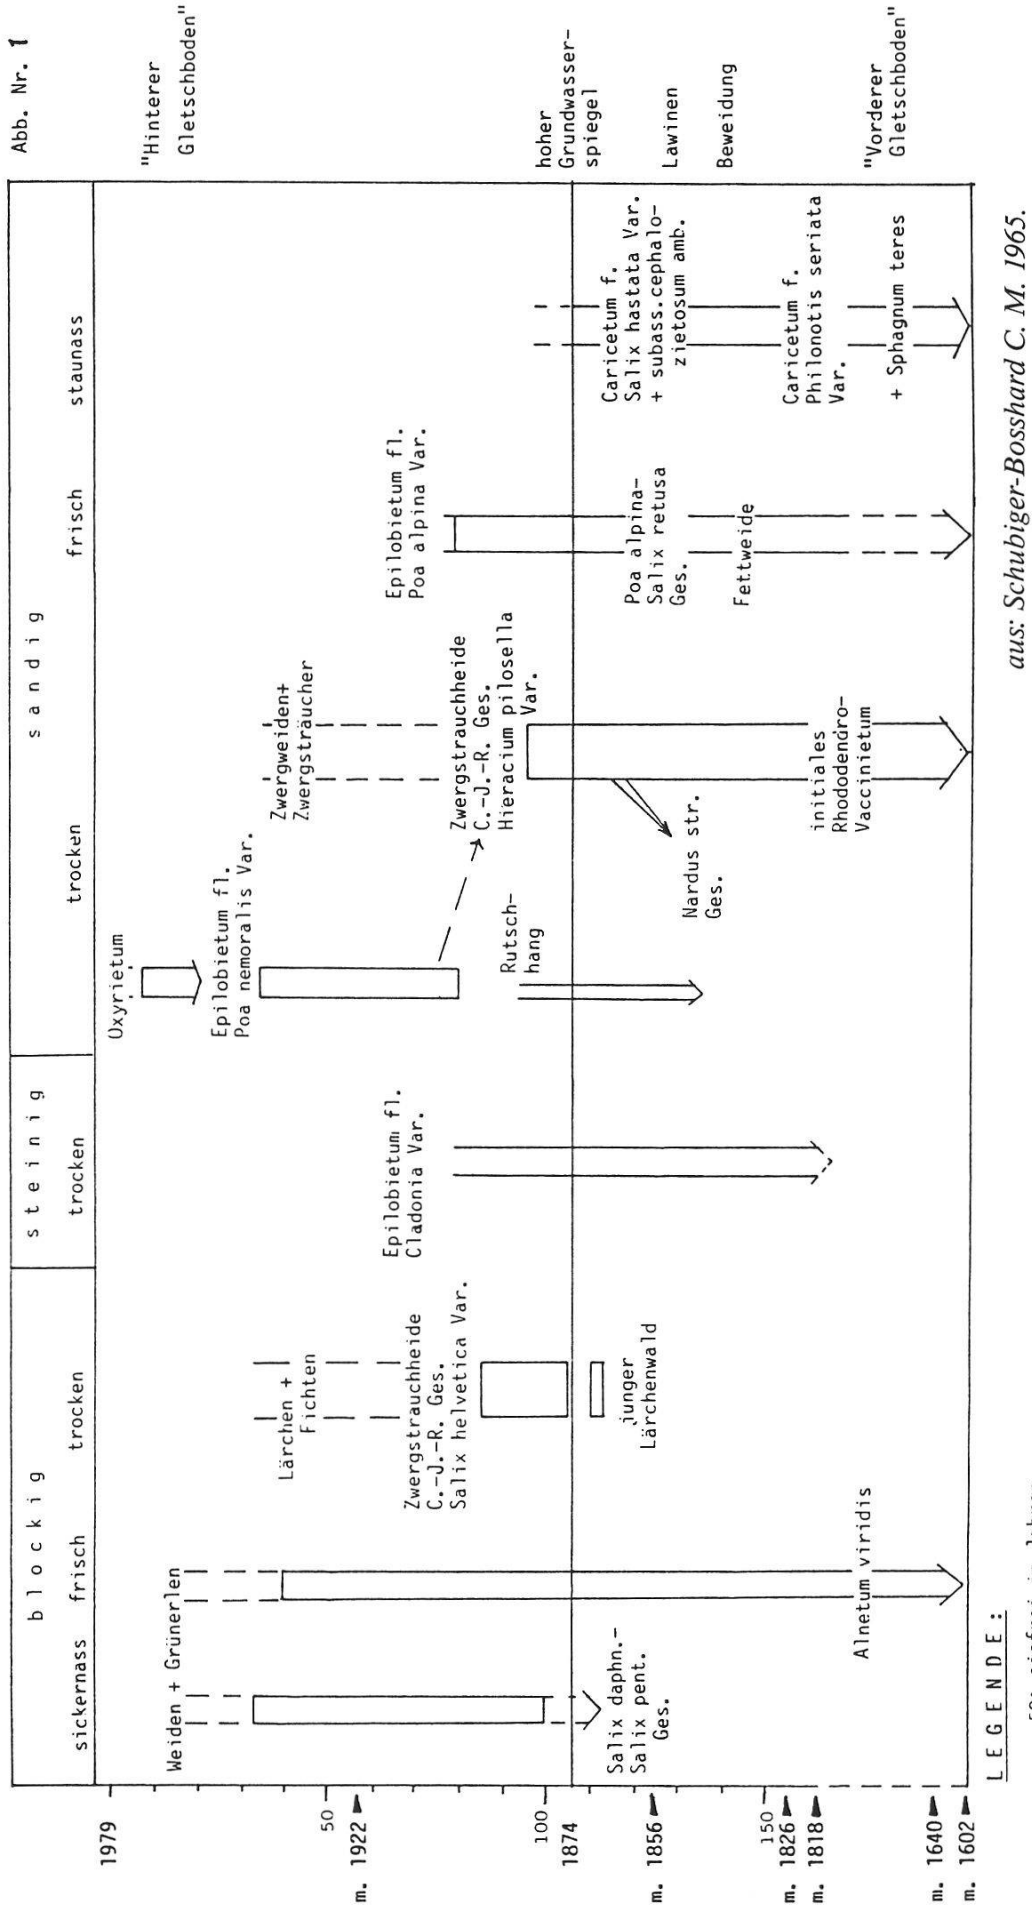 Abb. Nr. 1
blockig
steinig
sandig
sickernass
frisch
trocken
trocken
trocken
frisch
staunass
"Hinterer
Gletschboden"
hoher
Grundwasser-
spiegel
Lawinen
Beweidung
"Vorderer
Gletschboden"
1979
50
m. 1922
100
1874
m. 1856
150
m. 1826
m. 1818
m. 1640
m. 1602
Weiden + Grünerlen
Salix daphn.-
Salix pent.
Ges.
Alnetum viridis
Lärchen +
Fichten
Zwergstrauchheide
C.-J.-R. Ges.
Salix helvetica Var.
junger
Lärchenwald
Epilobietum fl.
Cladonia Var.
Oxyrietum
Epilobietum fl.
Poa nemoralis Var.
Rutsch-
hang
Zwergweiden+
Zwergsträucher
Zwergstrauchheide
C.-J.-R. Ges.
Hieracium pilosella
Var.
Nardus str.
Ges.
initiales
Rhododendro-
Vaccinietum
Epilobietum fl.
Poa alpina Var.
Poa alpina-
Salix retusa
Ges.
Fettweide
Caricetum f.
Salix hastata Var.
+ subass.cephalo-
zietosum amb.
Caricetum f.
Philonotis seriata
Var.
+ Sphagnum teres
LEGENDE:
aus: Schubiger-Bosshard C. M. 1965.